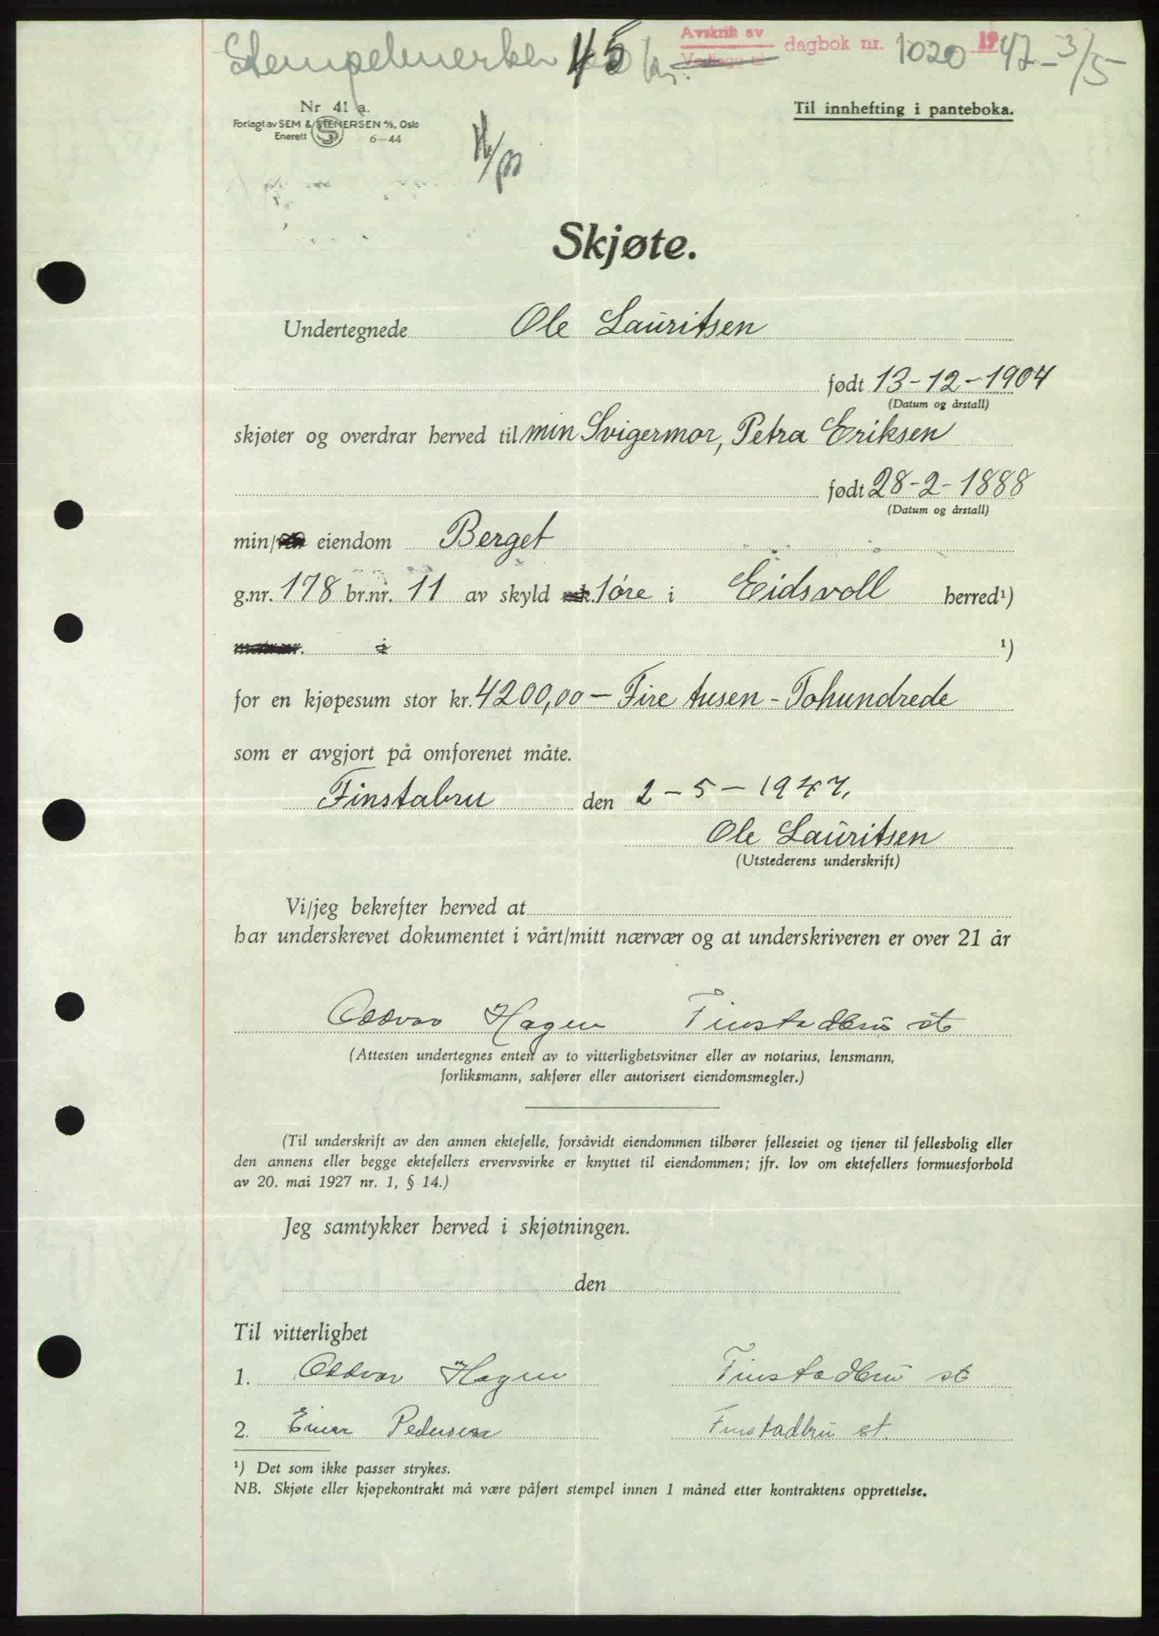 Stempelmerker 45 kr.
Avskrift av
dagbok nr. 1020 1947 - 3/5
Nr 41 a.
Til innhefting i panteboka.
Forlagt av SEM & STENERSEN A/S, Oslo
Enerett S 6—44
Skjøte.
Undertegnede Ole Lauritsen
født 13-12-1904
(Datum og årstall)
skjøter og overdrar herved til min Svigermor, Petra Eriksen
født 28-2-1888
(Datum og årstall)
min/vår eiendom Berget
g.nr. 178 br.nr. 11 av skyld mk. 1 øre i Eidsvoll herred¹)
matr.nr. i ¹)
for en kjøpesum stor kr. 4200,00 – Fire tusen - Tohundrede
som er avgjort på omforenet måte.
Finstabru den 2-5-1947.
Ole Lauritsen
(Utstederens underskrift)
Vi/jeg bekrefter herved at
har underskrevet dokumentet i vårt/mitt nærvær og at underskriveren er over 21 år
Oddvar Hagen Finstadbru st
(Attesten undertegnes enten av to vitterlighetsvitner eller av notarius, lensmann,
forliksmann, sakfører eller autorisert eiendomsmegler.)
(Til underskrift av den annen ektefelle, forsåvidt eiendommen tilhører felleseiet og tjener til fellesbolig eller
den annens eller begge ektefellers ervervsvirke er knyttet til eiendommen; jfr. lov om ektefellers formuesforhold
av 20. mai 1927 nr. 1, § 14.)
Jeg samtykker herved i skjøtningen.
den
Til vitterlighet
1. Oddvar Hagen Finstadbru st
2. Einar Pedersen Finstadbru st.
¹) Det som ikke passer strykes.
NB. Skjøte eller kjøpekontrakt må være påført stempel innen 1 måned etter kontraktens opprettelse.